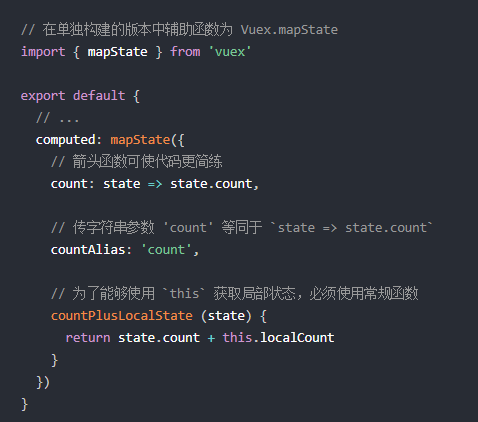 // 在单独构建的版本中辅助函数为 Vuex.mapState
import { mapState } from 'vuex'

export default {
  // ...
  computed: mapState({
    // 箭头函数可使代码更简练
    count: state => state.count,

    // 传字符串参数 'count' 等同于 `state => state.count`
    countAlias: 'count',

    // 为了能够使用 `this` 获取局部状态，必须使用常规函数
    countPlusLocalState (state) {
      return state.count + this.localCount
    }
  })
}